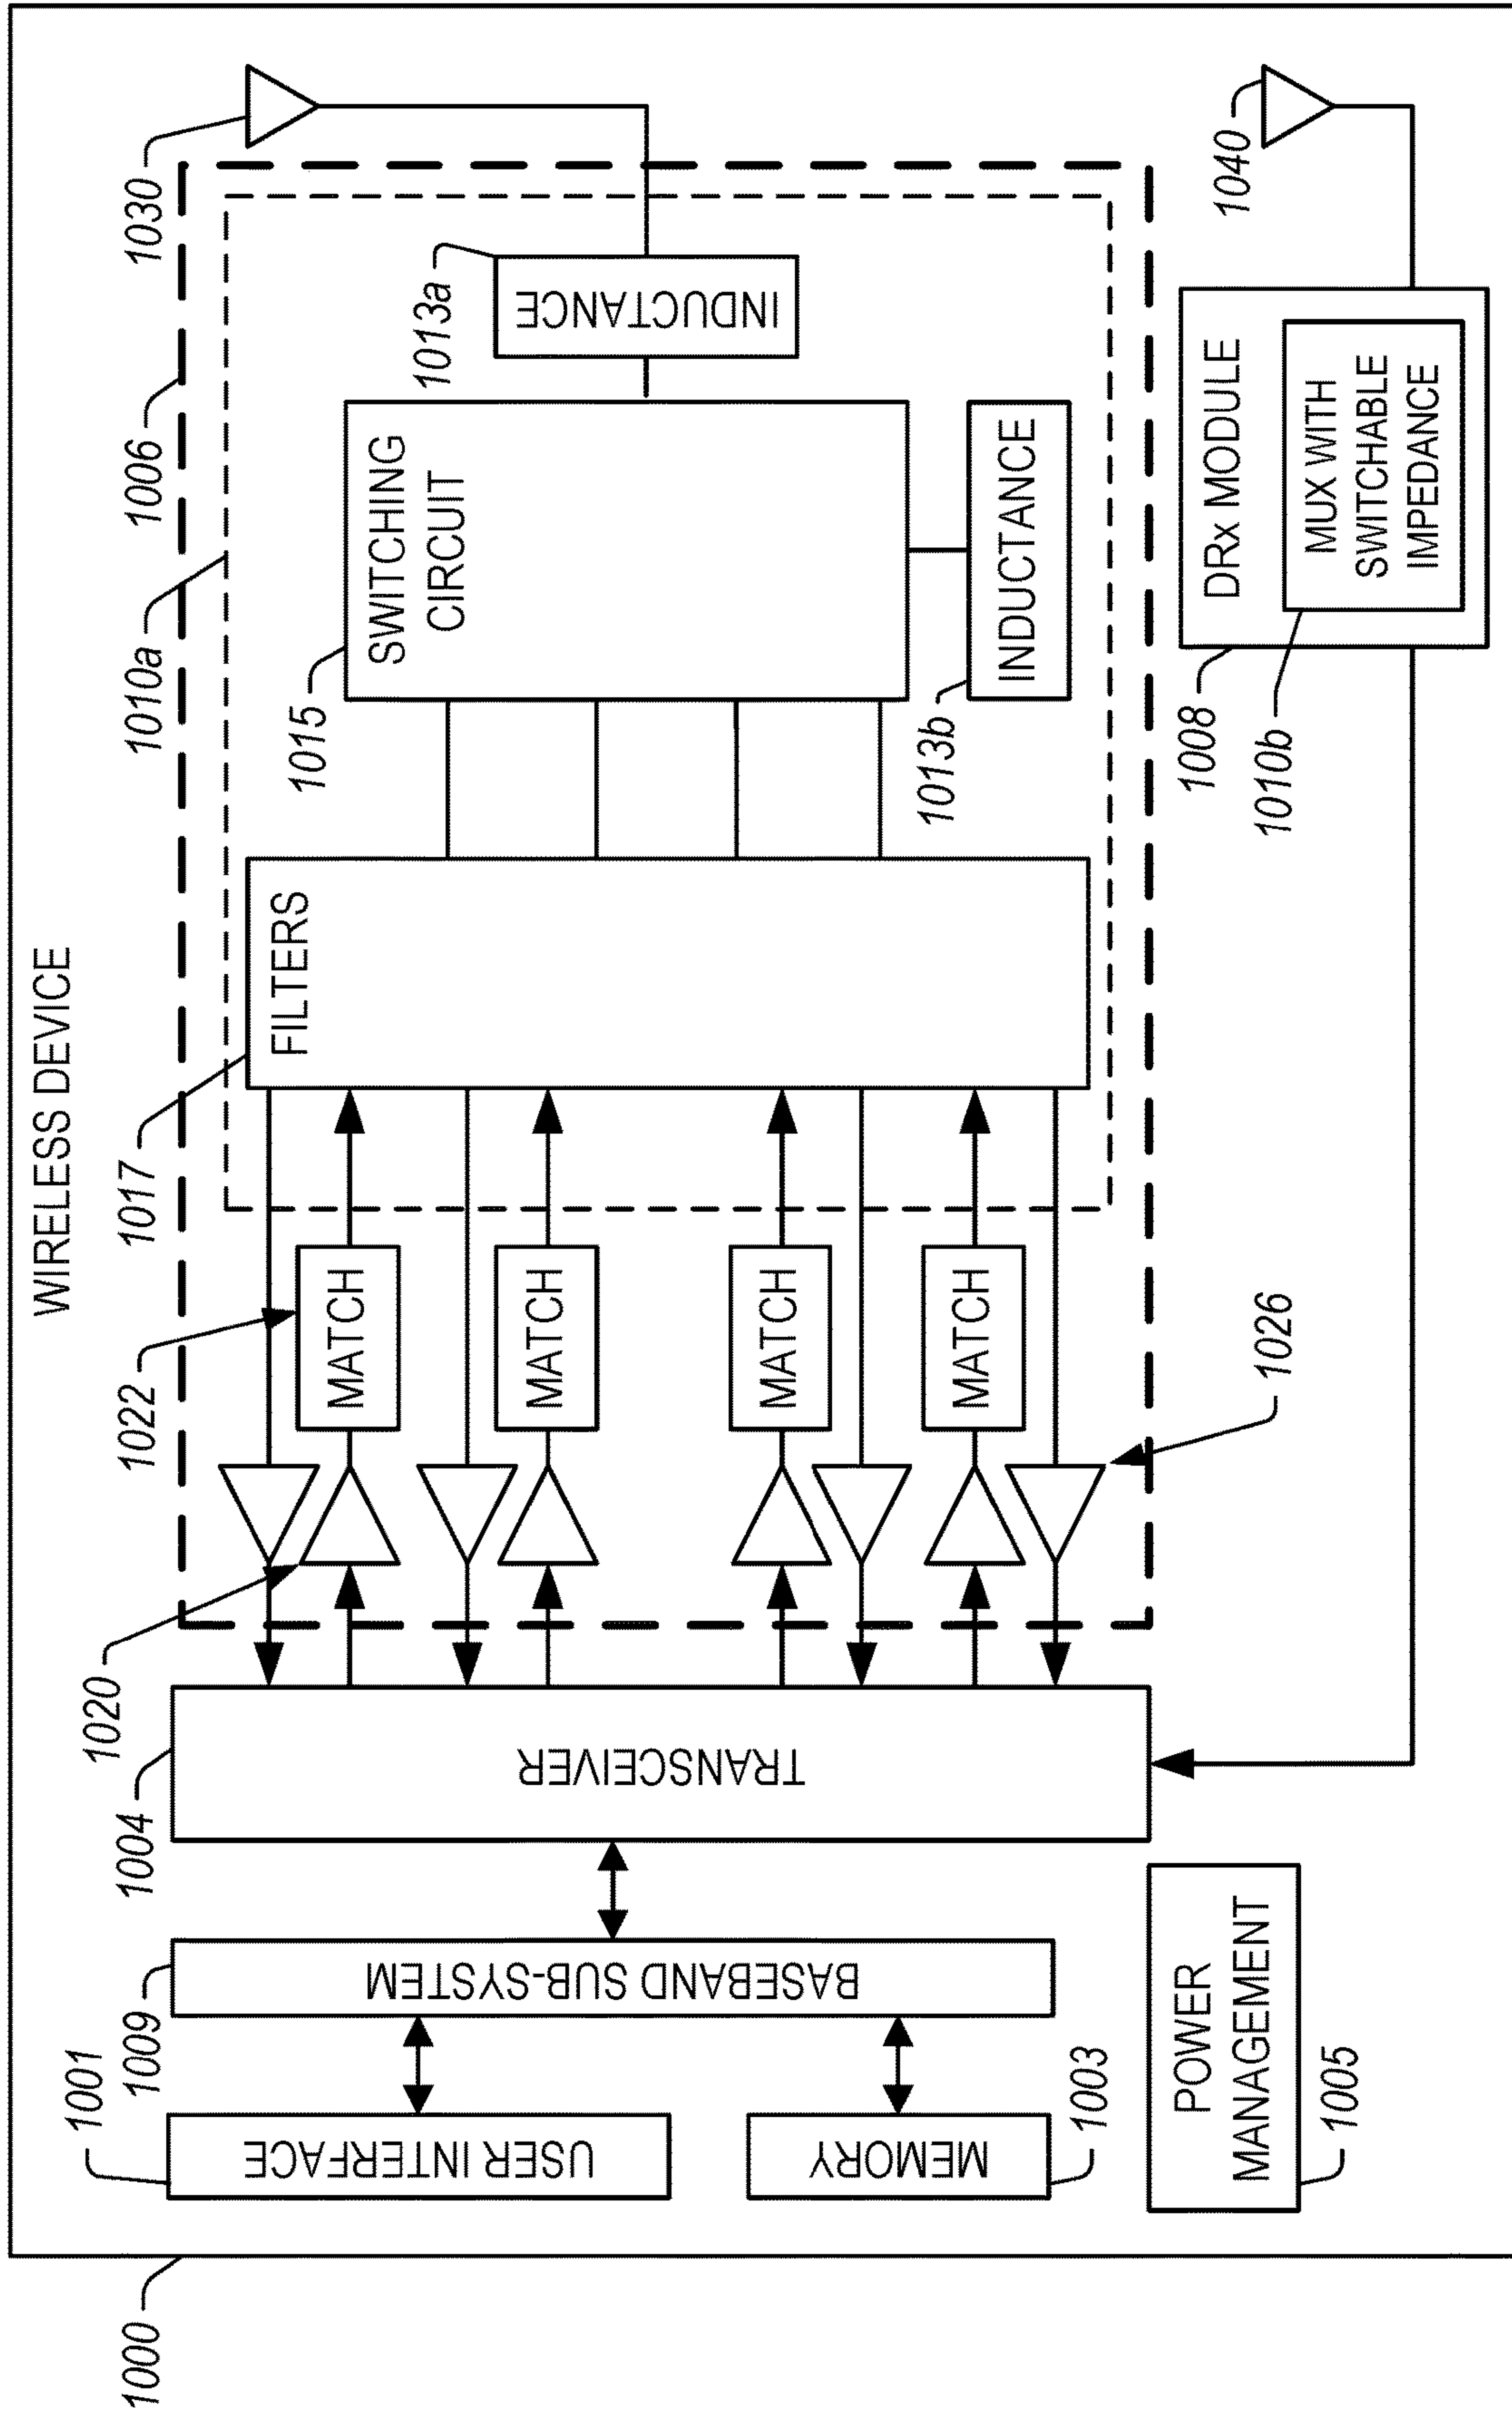 WIRELESS DEVICE
1000
1001
USER INTERFACE
MEMORY
1003
1009
BASEBAND SUB-SYSTEM
POWER
MANAGEMENT
1005
1004
TRANSCEIVER
1020
1022
MATCH
MATCH
MATCH
MATCH
1026
1017
FILTERS
1015
SWITCHING
CIRCUIT
1010a
1006
1013a
INDUCTANCE
1013b
INDUCTANCE
1030
1008
DRx MODULE
1010b
MUX WITH
SWITCHABLE
IMPEDANCE
1040